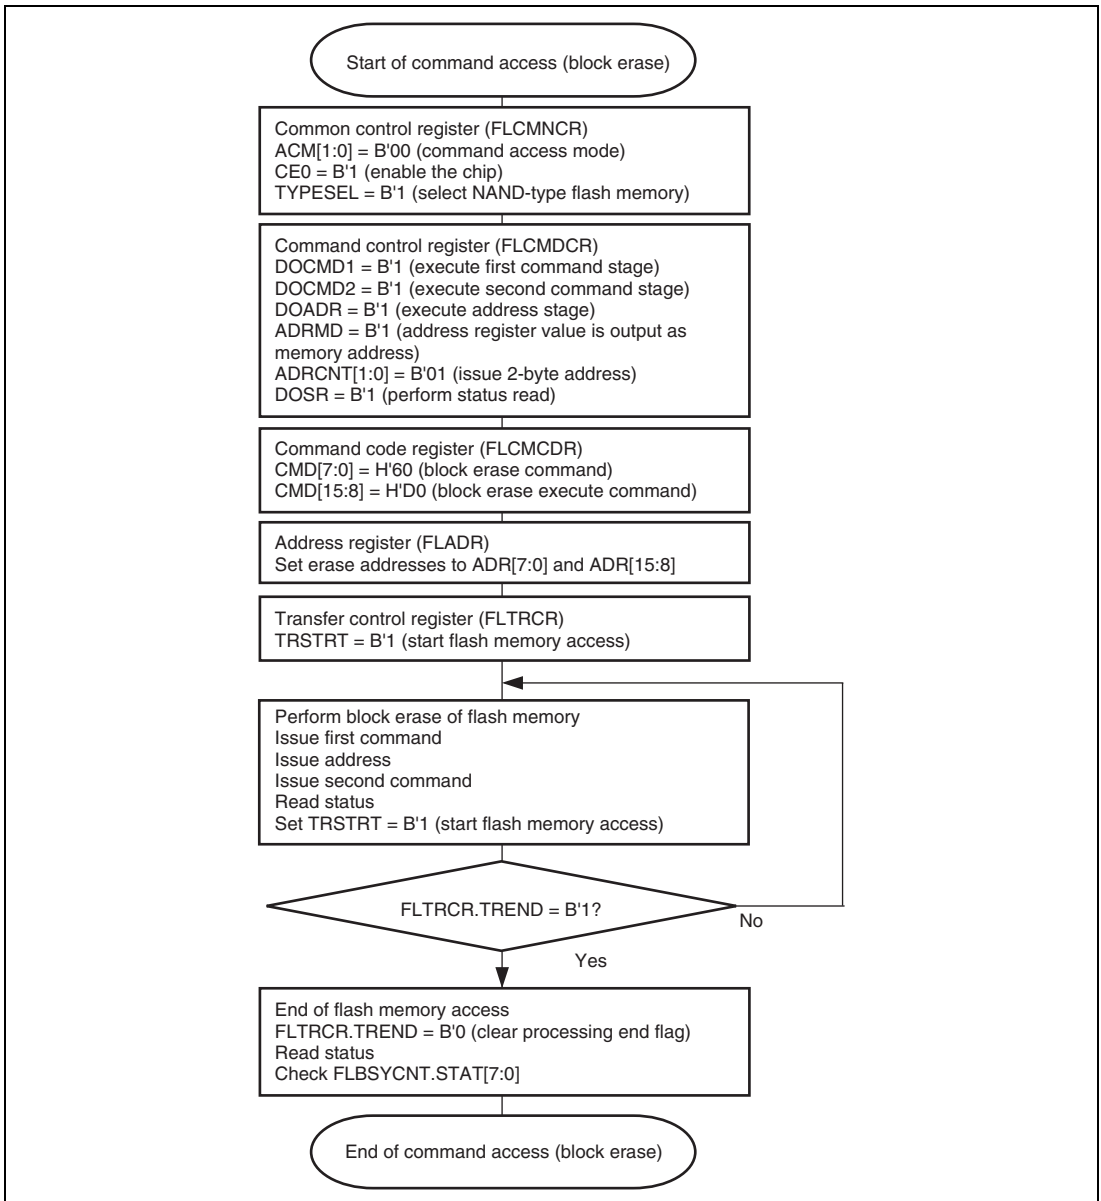 Start of command access (block erase)
Common control register (FLCMNCR)
ACM[1:0] = B'00 (command access mode)
CE0 = B'1 (enable the chip)
TYPESEL = B'1 (select NAND-type flash memory)
Command control register (FLCMDCR)
DOCMD1 = B'1 (execute first command stage)
DOCMD2 = B'1 (execute second command stage)
DOADR = B'1 (execute address stage)
ADRMD = B'1 (address register value is output as
memory address)
ADRCNT[1:0] = B'01 (issue 2-byte address)
DOSR = B'1 (perform status read)
Command code register (FLCMCDR)
CMD[7:0] = H'60 (block erase command)
CMD[15:8] = H'D0 (block erase execute command)
Address register (FLADR)
Set erase addresses to ADR[7:0] and ADR[15:8]
Transfer control register (FLTRCR)
TRSTRT = B'1 (start flash memory access)
Perform block erase of flash memory
Issue first command
Issue address
Issue second command
Read status
Set TRSTRT = B'1 (start flash memory access)
FLTRCR.TREND = B'1?
No
Yes
End of flash memory access
FLTRCR.TREND = B'0 (clear processing end flag)
Read status
Check FLBSYCNT.STAT[7:0]
End of command access (block erase)